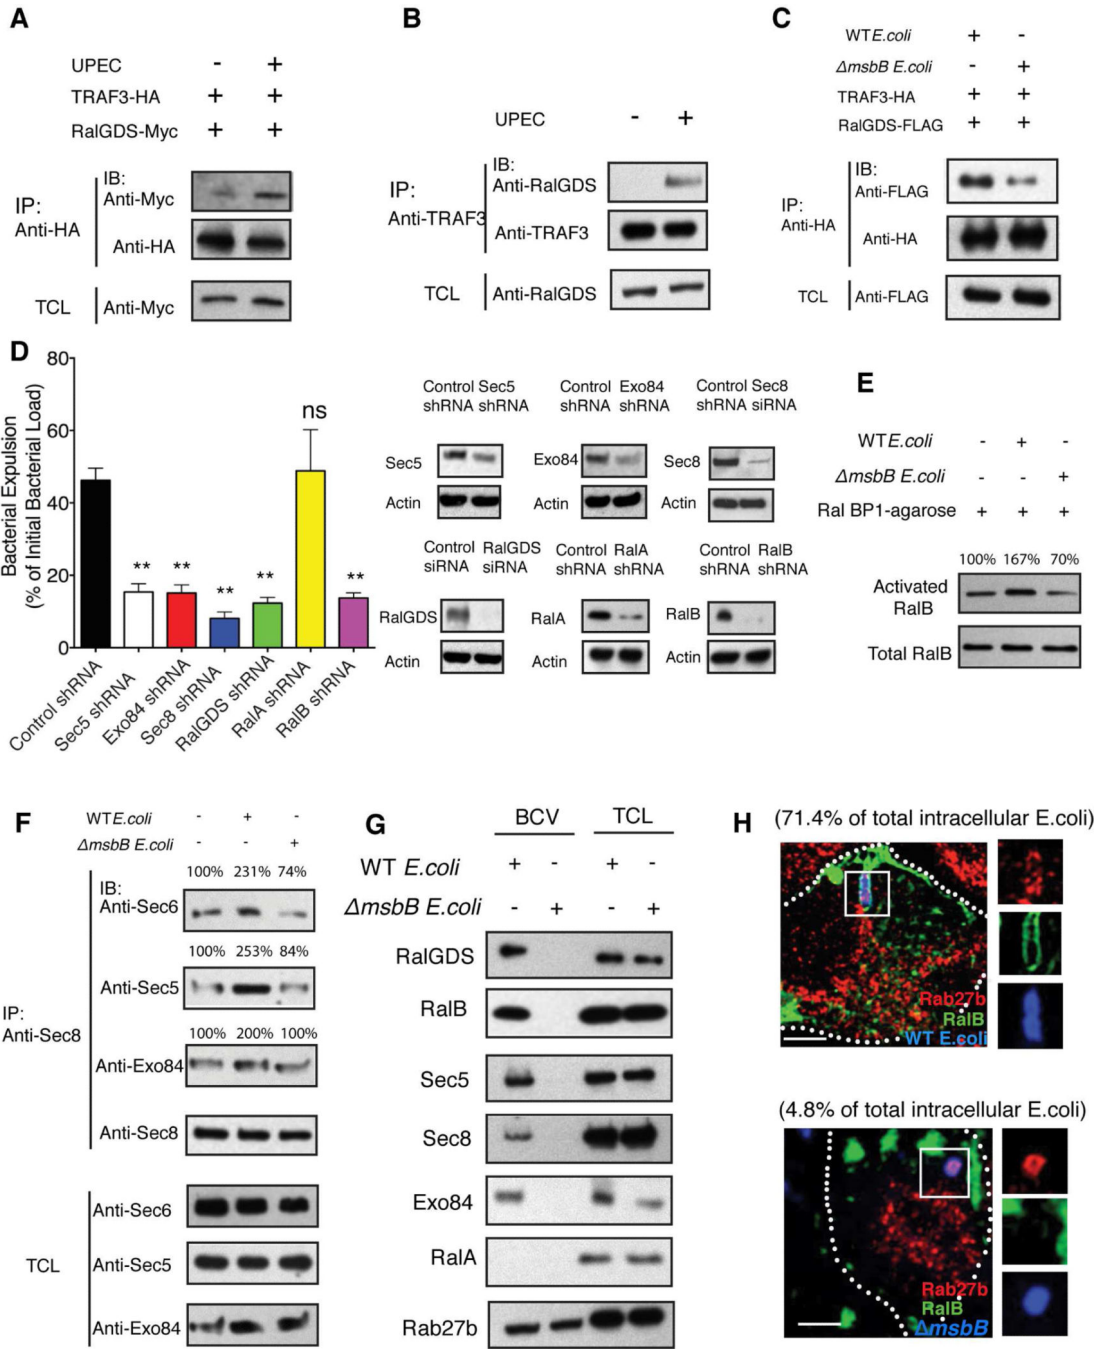 A
UPEC - +
TRAF3-HA + +
RalGDS-Myc + +
IP:
Anti-HA
IB:
Anti-Myc
Anti-HA
TCL
Anti-Myc
B
UPEC - +
IP:
Anti-TRAF3
IB:
Anti-RalGDS
Anti-TRAF3
TCL
Anti-RalGDS
C
WT E.coli + -
ΔmsbB E.coli - +
TRAF3-HA + +
RalGDS-FLAG + +
IP:
Anti-HA
IB:
Anti-FLAG
Anti-HA
TCL
Anti-FLAG
D
Bacterial Expulsion
(% of Initial Bacterial Load)
80
60
40
20
0
** ** ** ** ns **
Control shRNA
Sec5 shRNA
Exo84 shRNA
Sec8 shRNA
RalGDS shRNA
RalA shRNA
RalB shRNA
Control Sec5
shRNA shRNA
Sec5
Actin
Control Exo84
shRNA shRNA
Exo84
Actin
Control Sec8
shRNA siRNA
Sec8
Actin
Control RalGDS
siRNA siRNA
RalGDS
Actin
Control RalA
shRNA shRNA
RalA
Actin
Control RalB
shRNA shRNA
RalB
Actin
E
WT E.coli - + -
ΔmsbB E.coli - - +
Ral BP1-agarose + + +
100% 167% 70%
Activated
RalB
Total RalB
F
WT E.coli - + -
ΔmsbB E.coli - - +
100% 231% 74%
IB:
Anti-Sec6
100% 253% 84%
Anti-Sec5
IP:
Anti-Sec8
100% 200% 100%
Anti-Exo84
Anti-Sec8
TCL
Anti-Sec6
Anti-Sec5
Anti-Exo84
G
BCV TCL
WT E.coli + - + -
ΔmsbB E.coli - + - +
RalGDS
RalB
Sec5
Sec8
Exo84
RalA
Rab27b
H
(71.4% of total intracellular E.coli)
Rab27b
RalB
WT E.coli
(4.8% of total intracellular E.coli)
Rab27b
RalB
ΔmsbB